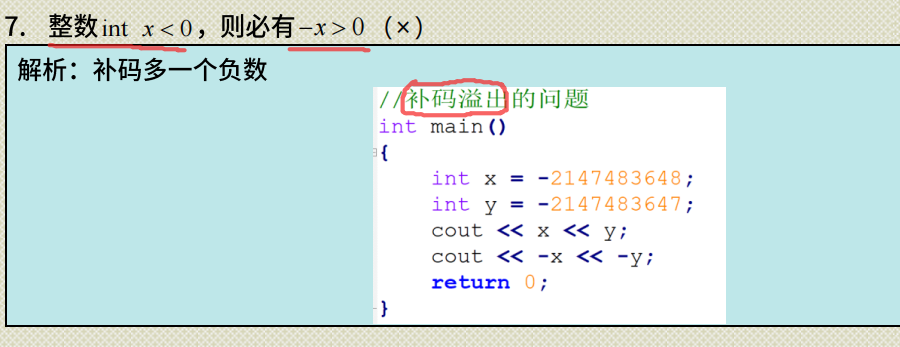 7. 整数int x<0，则必有-x>0（×）
解析：补码多一个负数
//补码溢出的问题
int main()
{
int x = -2147483648;
int y = -2147483647;
cout << x << y;
cout << -x << -y;
return 0;
}